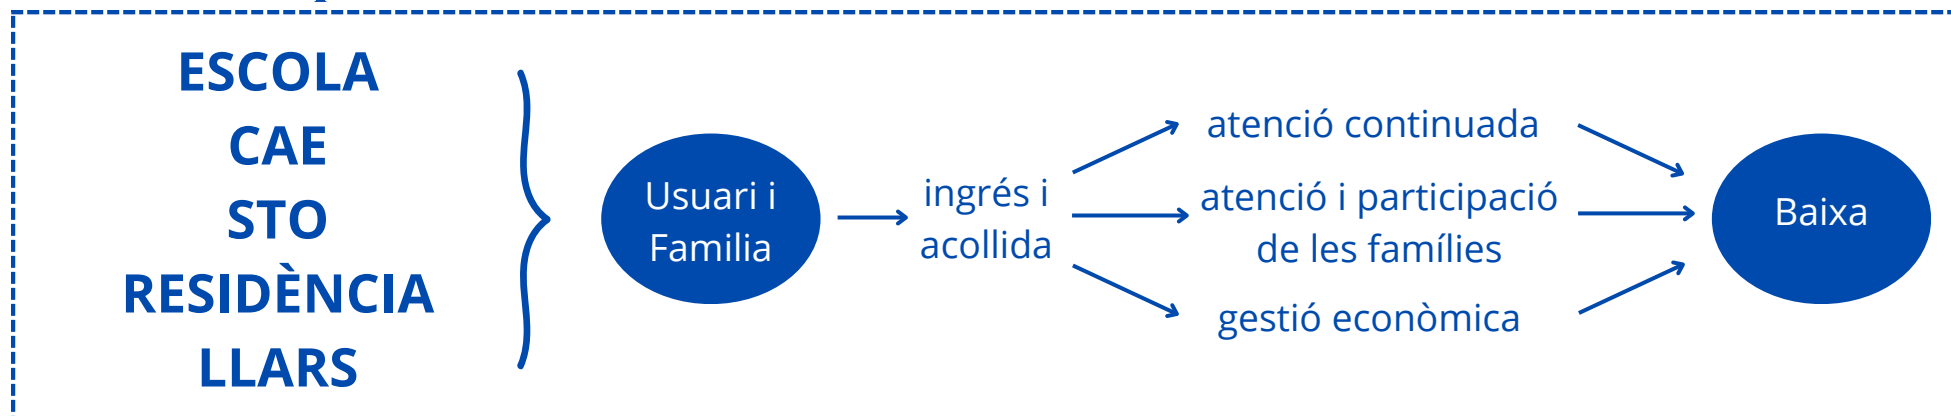 ESCOLA
CAE
STO
RESIDÈNCIA
LLARS
Usuari i
Familia
ingrés i
acollida
atenció continuada
atenció i participació
de les famílies
gestió econòmica
Baixa